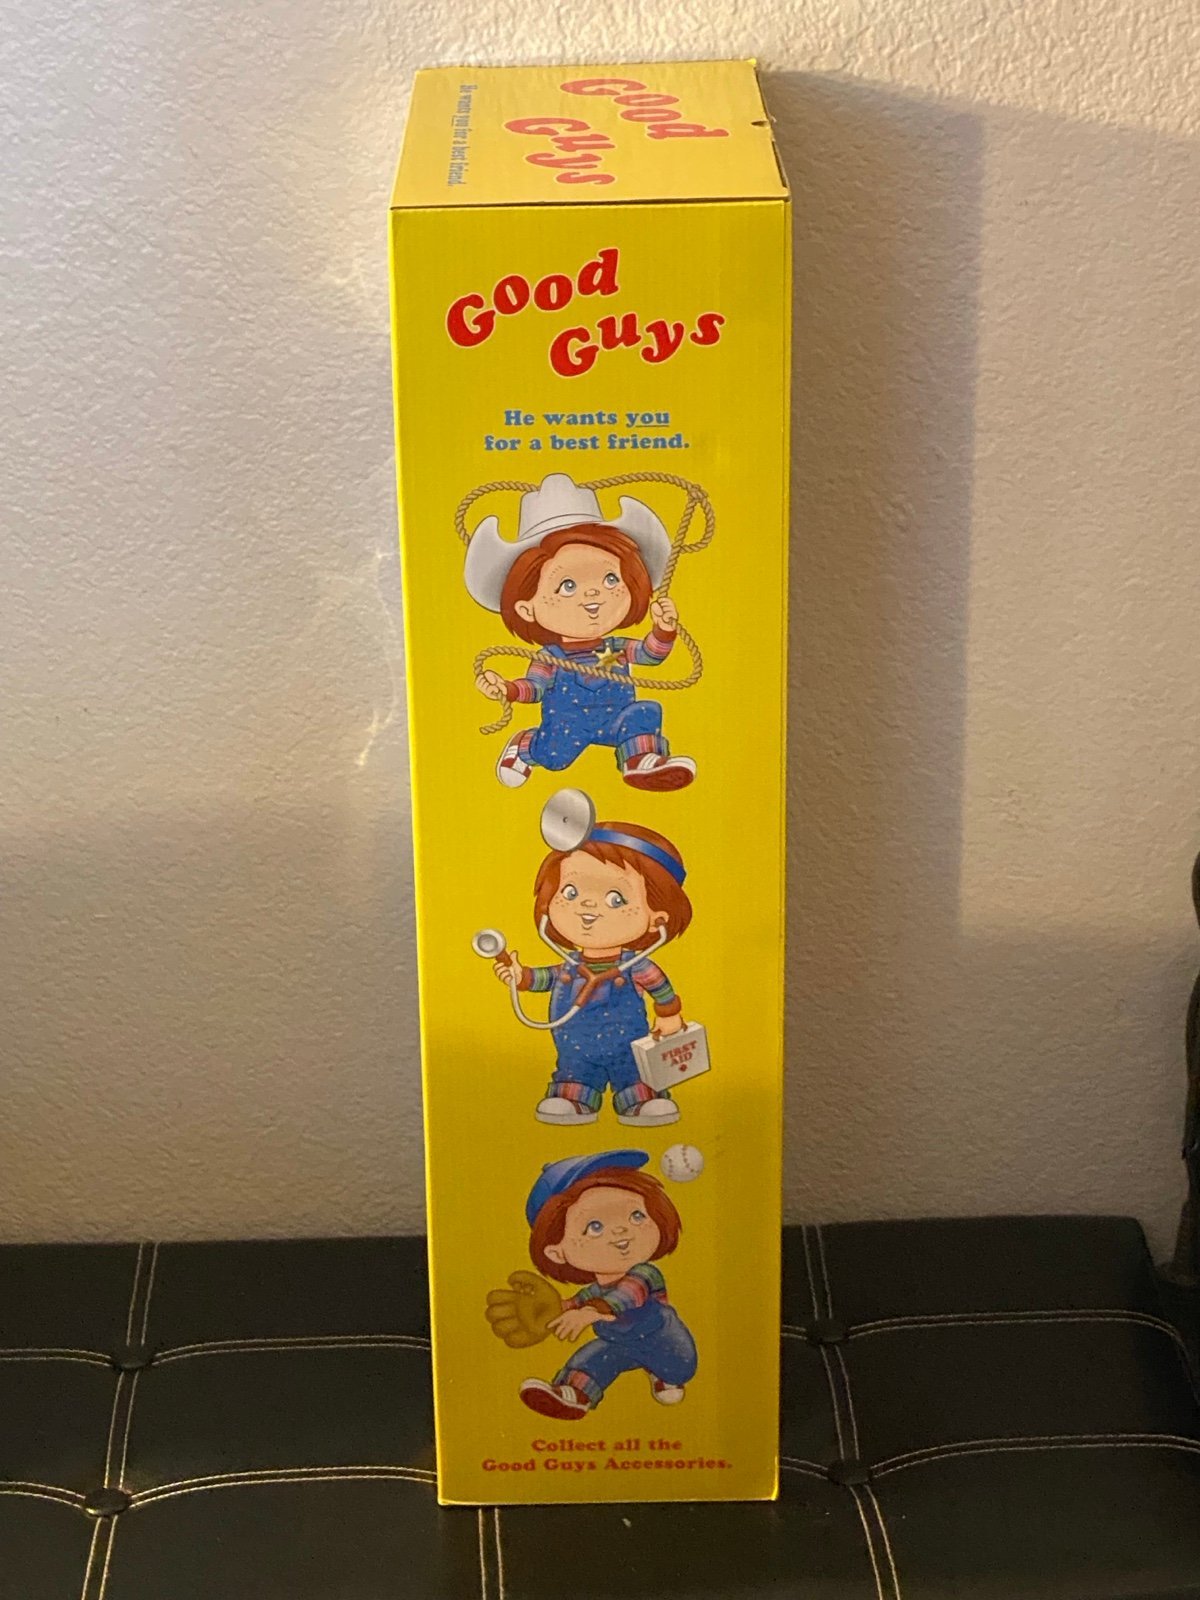 Good
Guys
He wants you for a best friend.
Good
Guys
He wants you
for a best friend.
FIRST
AID
Collect all the
Good Guys Accessories.